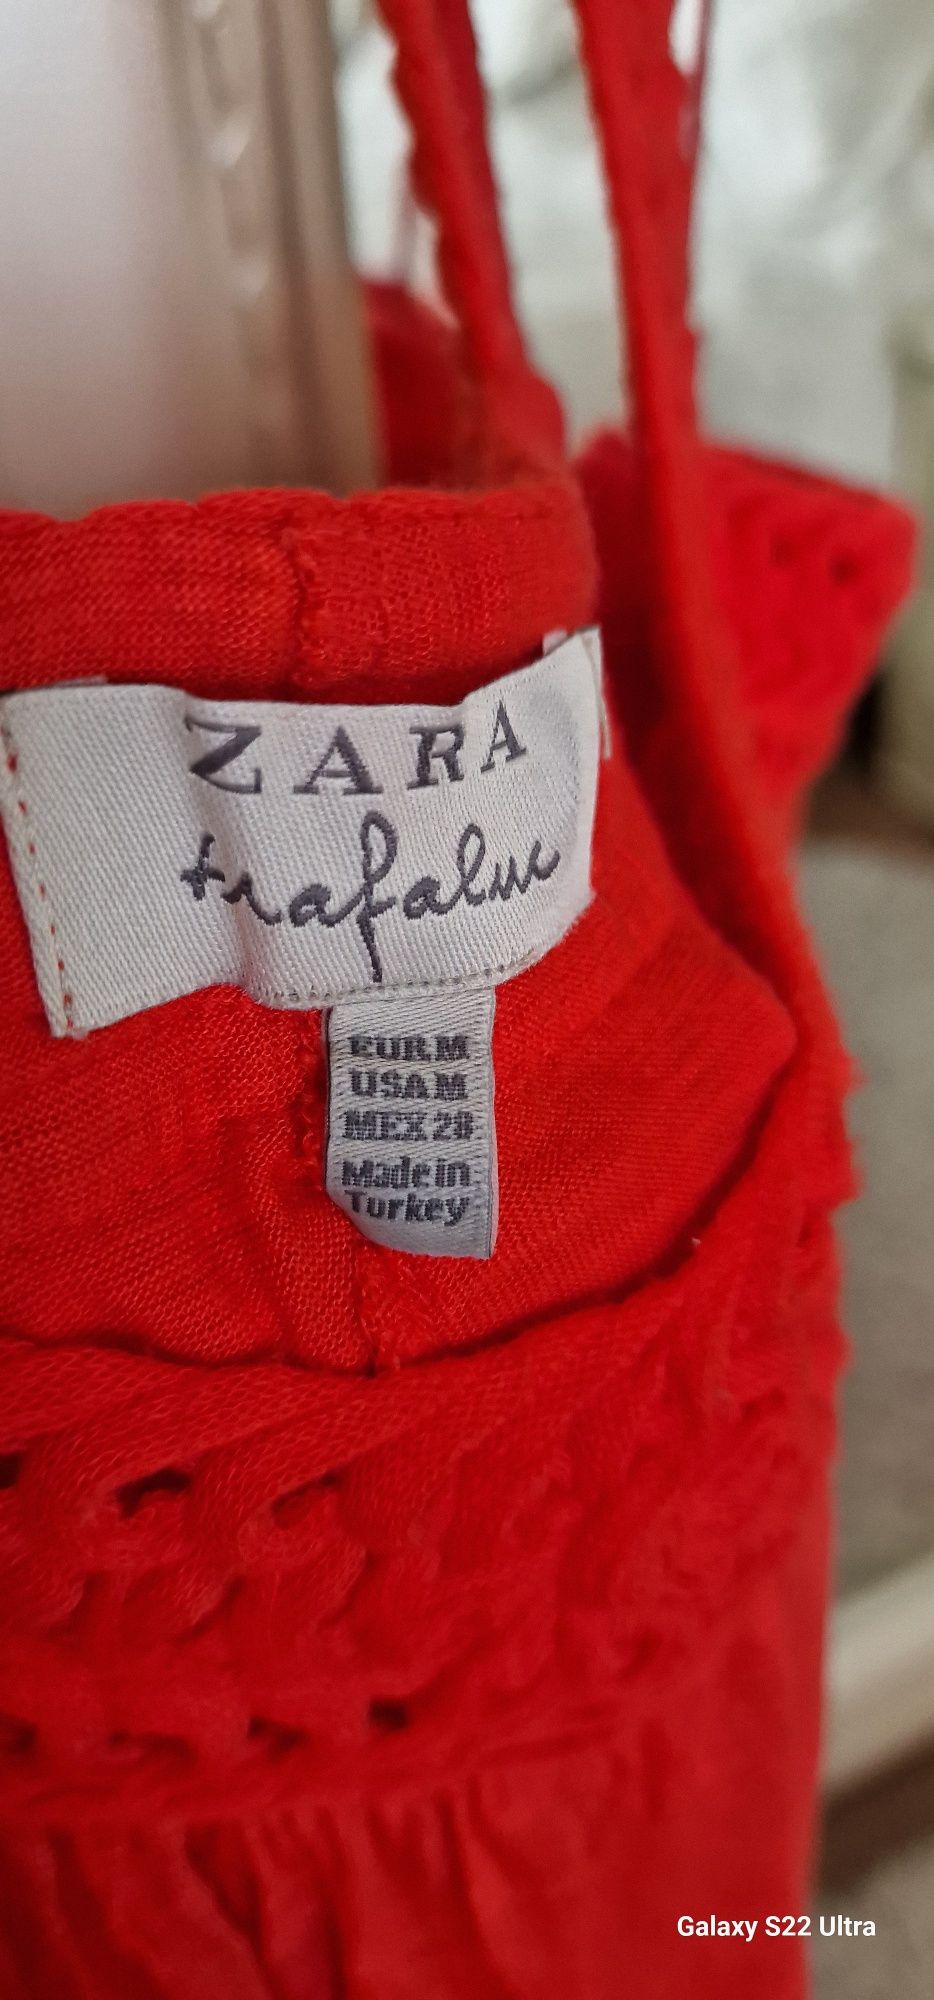 ZARA
trafaluc
EUR M
USA M
MEX 28
Made in
Turkey
Galaxy S22 Ultra